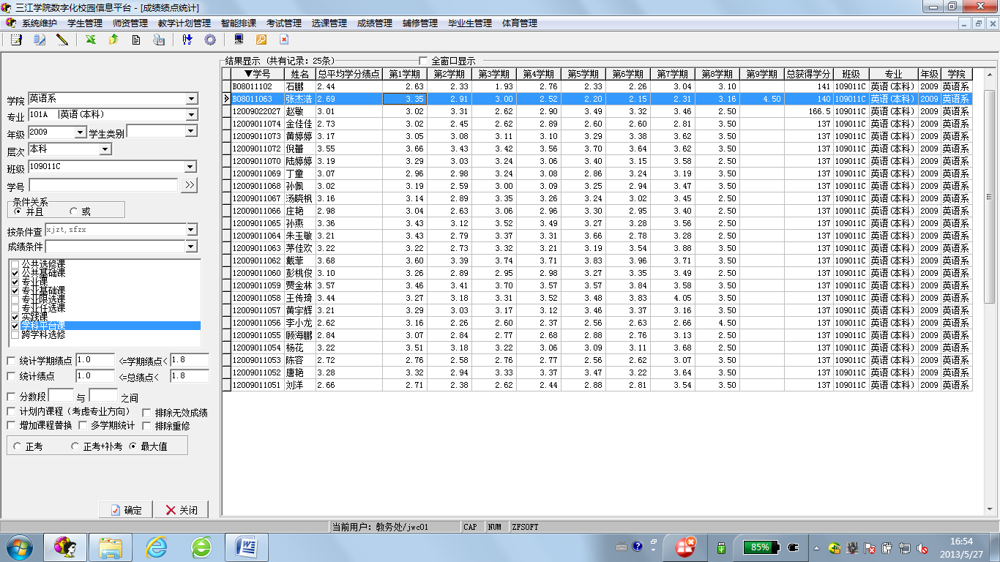 三江学院数字化校园信息平台 - [成绩绩点统计]
系统维护 学生管理 师资管理 教学计划管理 智能排课 考试管理 选课管理 成绩管理 辅修管理 毕业生管理 体育管理
学院 英语系
专业 101A |英语(本科)
年级 2009 学生类别
层次 本科
班级 109011C
学号 >>
条件关系
并且 或
按条件查 xjzt,sfzx
成绩条件
公共选修课
公共基础课
专业课
专业基础课
专业限选课
专业任选课
实践课
学科平台课
跨学科选修
统计学期绩点 1.0 <=学期绩点< 1.8
统计绩点 1.0 <=总绩点< 1.8
分数段 与 之间
计划内课程（考虑专业方向） 排除无效成绩
增加课程替换 多学期统计 排除重修
正考 正考+补考 最大值
确定 关闭
结果显示（共有记录：25条） 全窗口显示
▼学号 姓名 总平均学分绩点 第1学期 第2学期 第3学期 第4学期 第5学期 第6学期 第7学期 第8学期 第9学期 总获得学分 班级 专业 年级 学院
B08011102 石鹏 2.44 2.63 2.33 1.93 2.76 2.33 2.26 3.04 3.10 141 109011C 英语(本科) 2009 英语系
B08011063 张杰浩 2.69 3.35 2.91 3.00 2.52 2.20 2.15 2.31 3.16 4.50 140 109011C 英语(本科) 2009 英语系
12009022027 赵敏 3.01 3.02 3.31 2.62 2.90 3.49 3.32 3.46 2.50 166.5 109011C 英语(本科) 2009 英语系
12009011074 金佳佳 2.73 3.02 2.45 2.62 2.89 2.60 2.60 2.81 3.50 137 109011C 英语(本科) 2009 英语系
12009011073 黄婷婷 3.17 3.05 3.08 3.11 3.10 3.29 3.38 3.62 3.50 137 109011C 英语(本科) 2009 英语系
12009011072 倪蕾 3.55 3.66 3.43 3.42 3.56 3.70 3.64 3.62 3.50 137 109011C 英语(本科) 2009 英语系
12009011070 陆婷婷 3.19 3.29 3.03 3.24 3.06 3.40 3.15 3.58 2.50 137 109011C 英语(本科) 2009 英语系
12009011069 丁童 3.07 2.96 2.98 3.24 3.08 2.86 3.24 3.19 3.50 137 109011C 英语(本科) 2009 英语系
12009011068 孙佩 3.02 3.19 2.59 3.00 3.09 3.25 2.94 3.47 3.50 137 109011C 英语(本科) 2009 英语系
12009011067 汤晓枫 3.16 3.14 2.89 3.35 3.26 3.24 3.02 3.45 2.50 137 109011C 英语(本科) 2009 英语系
12009011066 庄艳 2.98 3.04 2.63 3.06 2.96 3.30 2.95 3.40 2.50 137 109011C 英语(本科) 2009 英语系
12009011065 孙燕 3.36 3.43 3.12 3.52 3.49 3.27 3.28 3.56 2.50 137 109011C 英语(本科) 2009 英语系
12009011064 朱玉敏 3.21 3.43 2.79 3.37 3.31 3.66 2.78 3.28 2.50 137 109011C 英语(本科) 2009 英语系
12009011063 茅佳欢 3.22 3.22 2.73 3.32 3.21 3.19 3.54 3.88 3.50 137 109011C 英语(本科) 2009 英语系
12009011062 戴菲 3.68 3.60 3.39 3.74 3.71 3.83 3.96 3.71 3.50 137 109011C 英语(本科) 2009 英语系
12009011060 彭桃俊 3.10 3.26 2.89 2.95 2.98 3.27 3.35 3.49 2.50 137 109011C 英语(本科) 2009 英语系
12009011059 贾金林 3.57 3.46 3.41 3.70 3.57 3.57 3.84 3.58 3.50 137 109011C 英语(本科) 2009 英语系
12009011058 王传琦 3.44 3.27 3.18 3.31 3.52 3.48 3.83 4.05 3.50 137 109011C 英语(本科) 2009 英语系
12009011057 黄宇辉 3.21 3.29 3.03 3.17 3.12 3.46 3.37 3.16 3.50 137 109011C 英语(本科) 2009 英语系
12009011056 李小龙 2.62 3.16 2.26 2.60 2.37 2.56 2.63 2.68 4.50 137 109011C 英语(本科) 2009 英语系
12009011055 顾海鹏 2.84 3.07 2.84 2.77 2.68 2.88 2.76 3.13 2.50 137 109011C 英语(本科) 2009 英语系
12009011054 杨花 3.22 3.51 3.18 3.22 3.06 3.09 3.11 3.68 2.50 137 109011C 英语(本科) 2009 英语系
12009011053 陈容 2.72 2.76 2.58 2.76 2.77 2.56 2.62 3.07 3.50 137 109011C 英语(本科) 2009 英语系
12009011052 唐艳 3.28 3.32 2.94 3.33 3.37 3.47 3.22 3.64 3.50 137 109011C 英语(本科) 2009 英语系
12009011051 刘洋 2.66 2.71 2.38 2.62 2.44 2.88 2.81 3.54 3.50 137 109011C 英语(本科) 2009 英语系
当前用户：教务处/jwc01 CAP NUM ZFSOFT
85%
16:54
2013/5/27